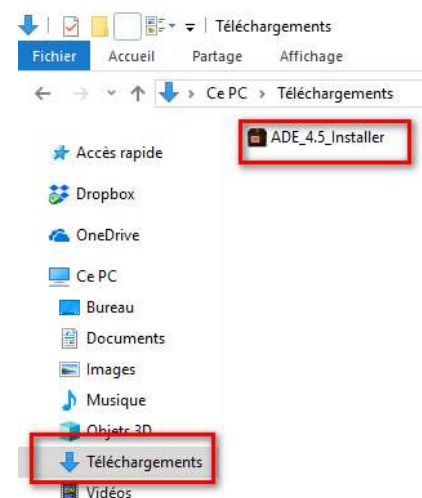 Téléchargements
Fichier Accueil Partage Affichage
Ce PC > Téléchargements
ADE_4.5_Installer
Accès rapide
Dropbox
OneDrive
Ce PC
Bureau
Documents
Images
Musique
Objets 3D
Téléchargements
Vidéos